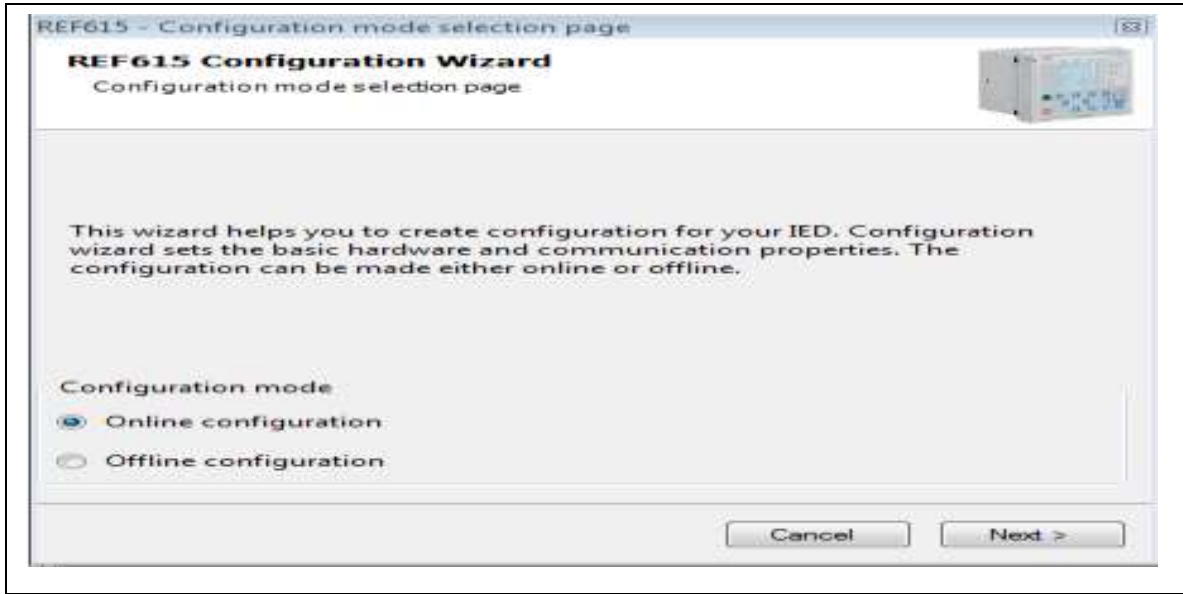 REF615 - Configuration mode selection page
REF615 Configuration Wizard
Configuration mode selection page
This wizard helps you to create configuration for your IED. Configuration
wizard sets the basic hardware and communication properties. The
configuration can be made either online or offline.
Configuration mode
Online configuration
Offline configuration
Cancel
Next >